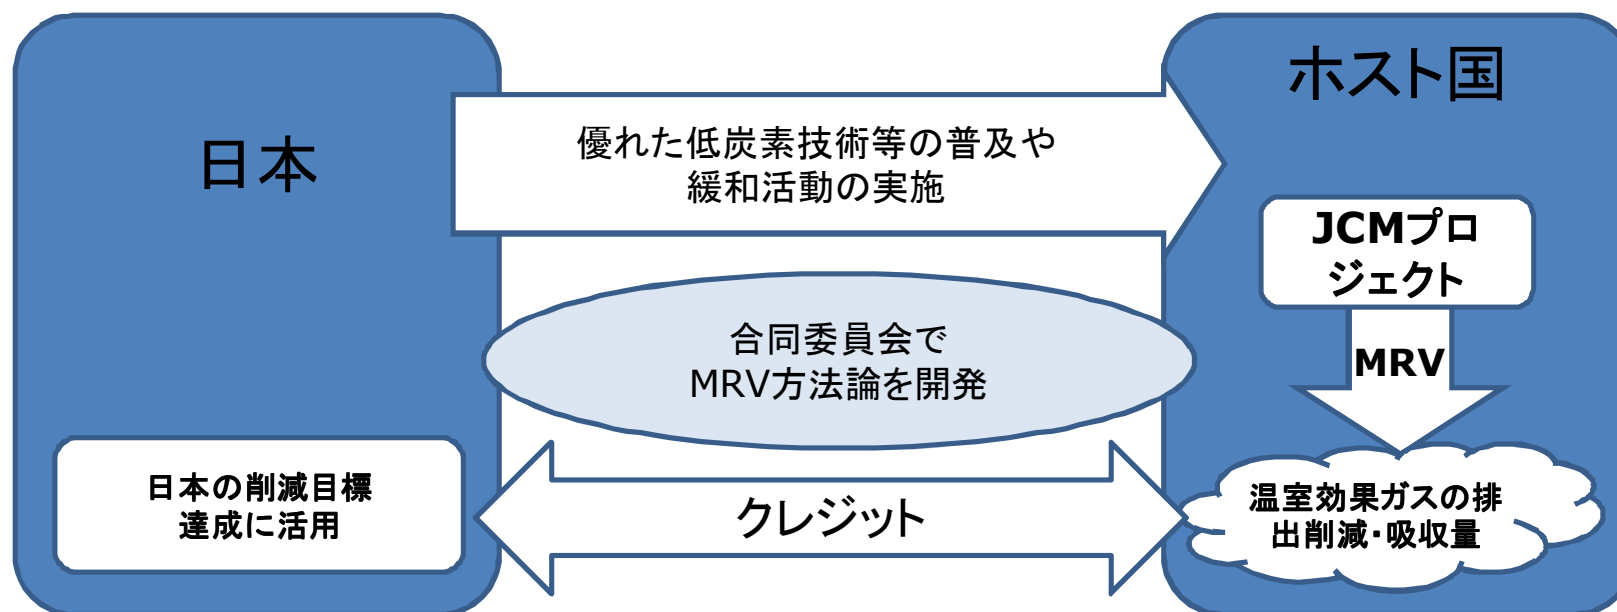 日本
優れた低炭素技術等の普及や
緩和活動の実施
ホスト国
JCMプロ
ジェクト
MRV
合同委員会で
MRV方法論を開発
日本の削減目標
達成に活用
クレジット
温室効果ガスの排
出削減・吸収量